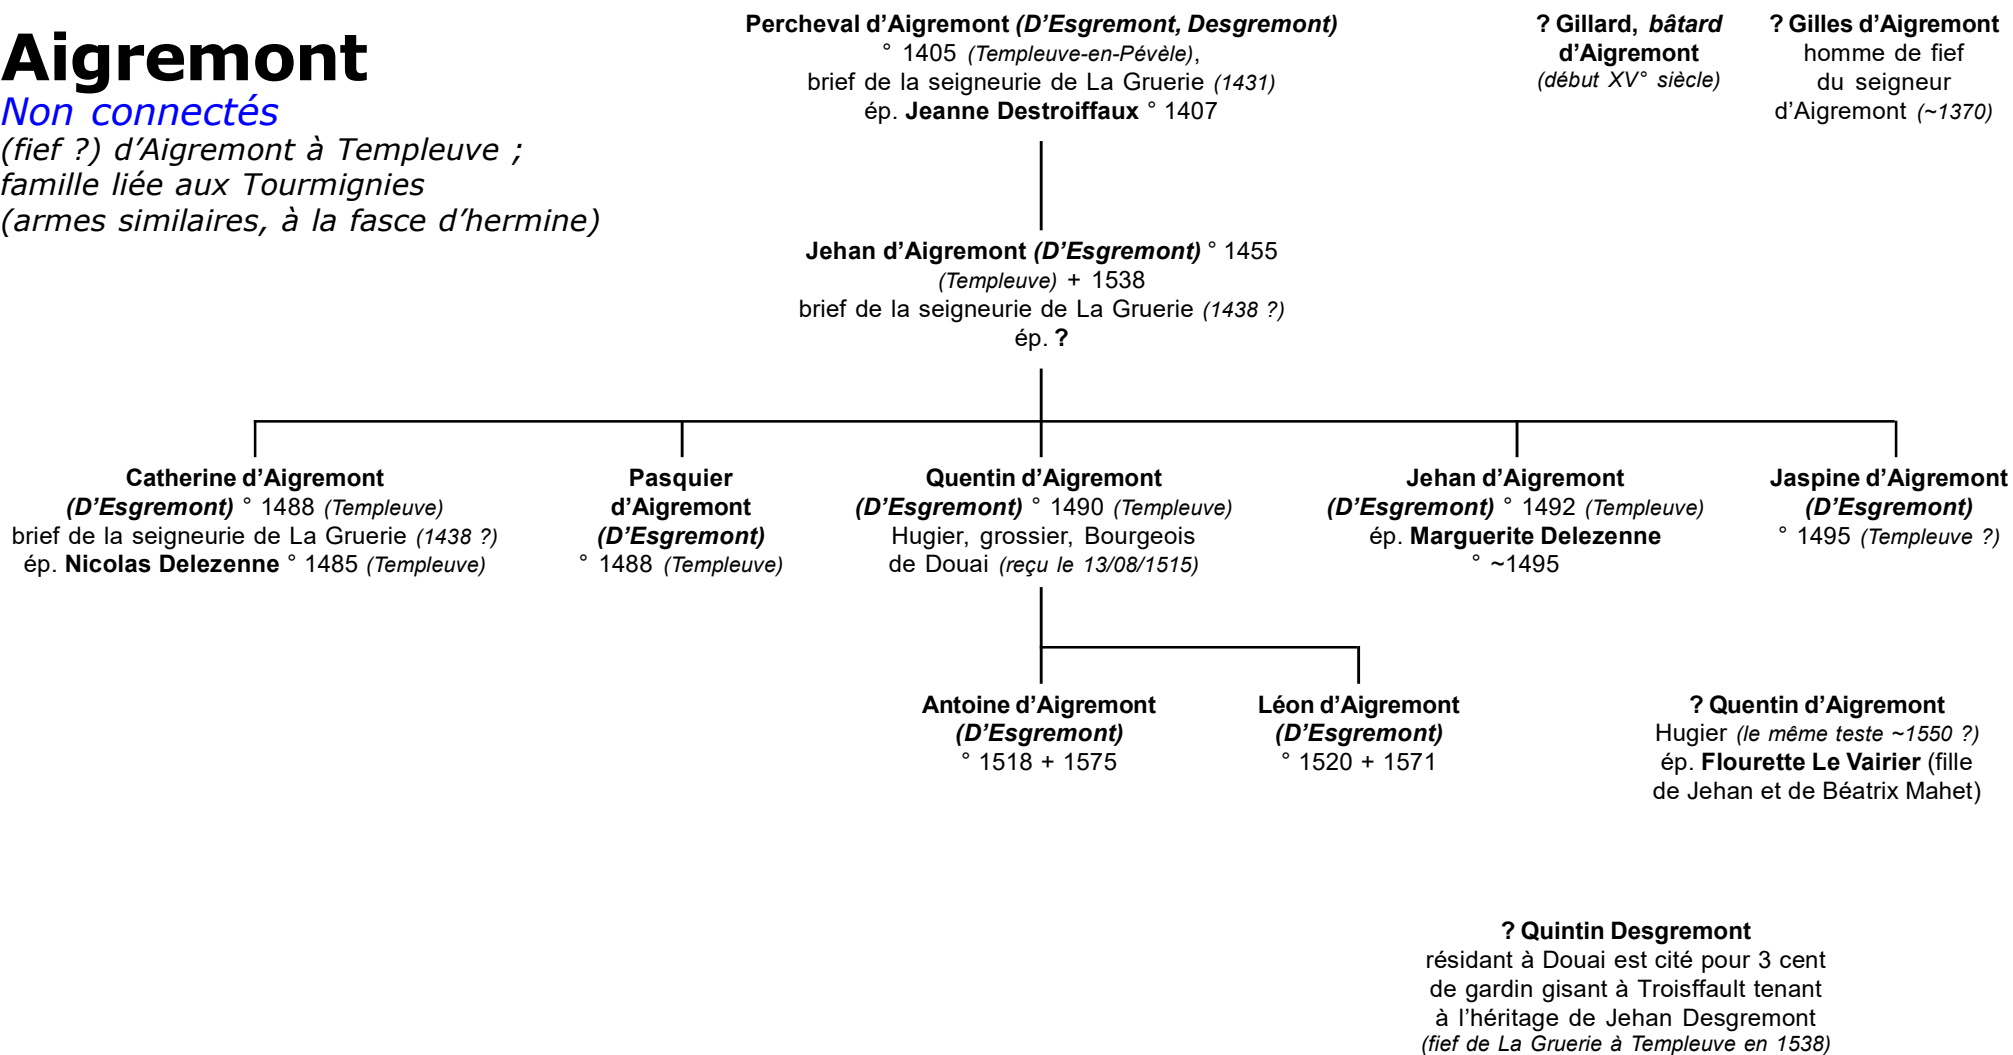 Aigremont
Non connectés
(fief ?) d’Aigremont à Templeuve ;
famille liée aux Tourmignies
(armes similaires, à la fasce d’hermine)
Percheval d’Aigremont (D’Esgremont, Desgremont)
° 1405 (Templeuve-en-Pévèle),
brief de la seigneurie de La Gruerie (1431)
ép. Jeanne Destroiffaux ° 1407
? Gillard, bâtard
d’Aigremont
(début XV° siècle)
? Gilles d’Aigremont
homme de fief
du seigneur
d’Aigremont (~1370)
Jehan d’Aigremont (D’Esgremont) ° 1455
(Templeuve) + 1538
brief de la seigneurie de La Gruerie (1438 ?)
ép. ?
Catherine d’Aigremont
(D’Esgremont) ° 1488 (Templeuve)
brief de la seigneurie de La Gruerie (1438 ?)
ép. Nicolas Delezenne ° 1485 (Templeuve)
Pasquier
d’Aigremont
(D’Esgremont)
° 1488 (Templeuve)
Quentin d’Aigremont
(D’Esgremont) ° 1490 (Templeuve)
Hugier, grossier, Bourgeois
de Douai (reçu le 13/08/1515)
Jehan d’Aigremont
(D’Esgremont) ° 1492 (Templeuve)
ép. Marguerite Delezenne
° ~1495
Jaspine d’Aigremont
(D’Esgremont)
° 1495 (Templeuve ?)
Antoine d’Aigremont
(D’Esgremont)
° 1518 + 1575
Léon d’Aigremont
(D’Esgremont)
° 1520 + 1571
? Quentin d’Aigremont
Hugier (le même teste ~1550 ?)
ép. Flourette Le Vairier (fille
de Jehan et de Béatrix Mahet)
? Quintin Desgremont
résidant à Douai est cité pour 3 cent
de gardin gisant à Troisffault tenant
à l’héritage de Jehan Desgremont
(fief de La Gruerie à Templeuve en 1538)